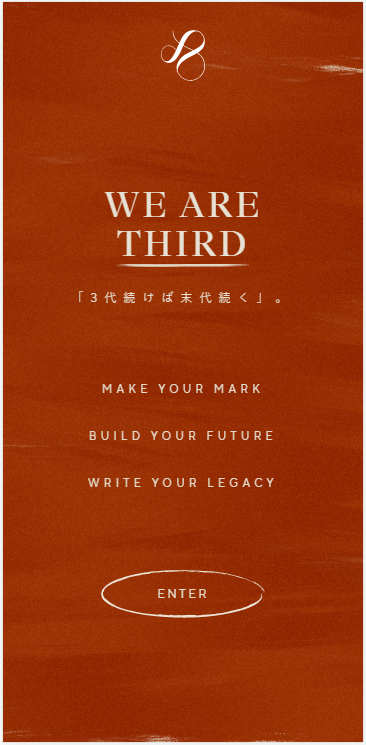 WE ARE
THIRD
「3代続けば末代続く」。
MAKE YOUR MARK
BUILD YOUR FUTURE
WRITE YOUR LEGACY
ENTER